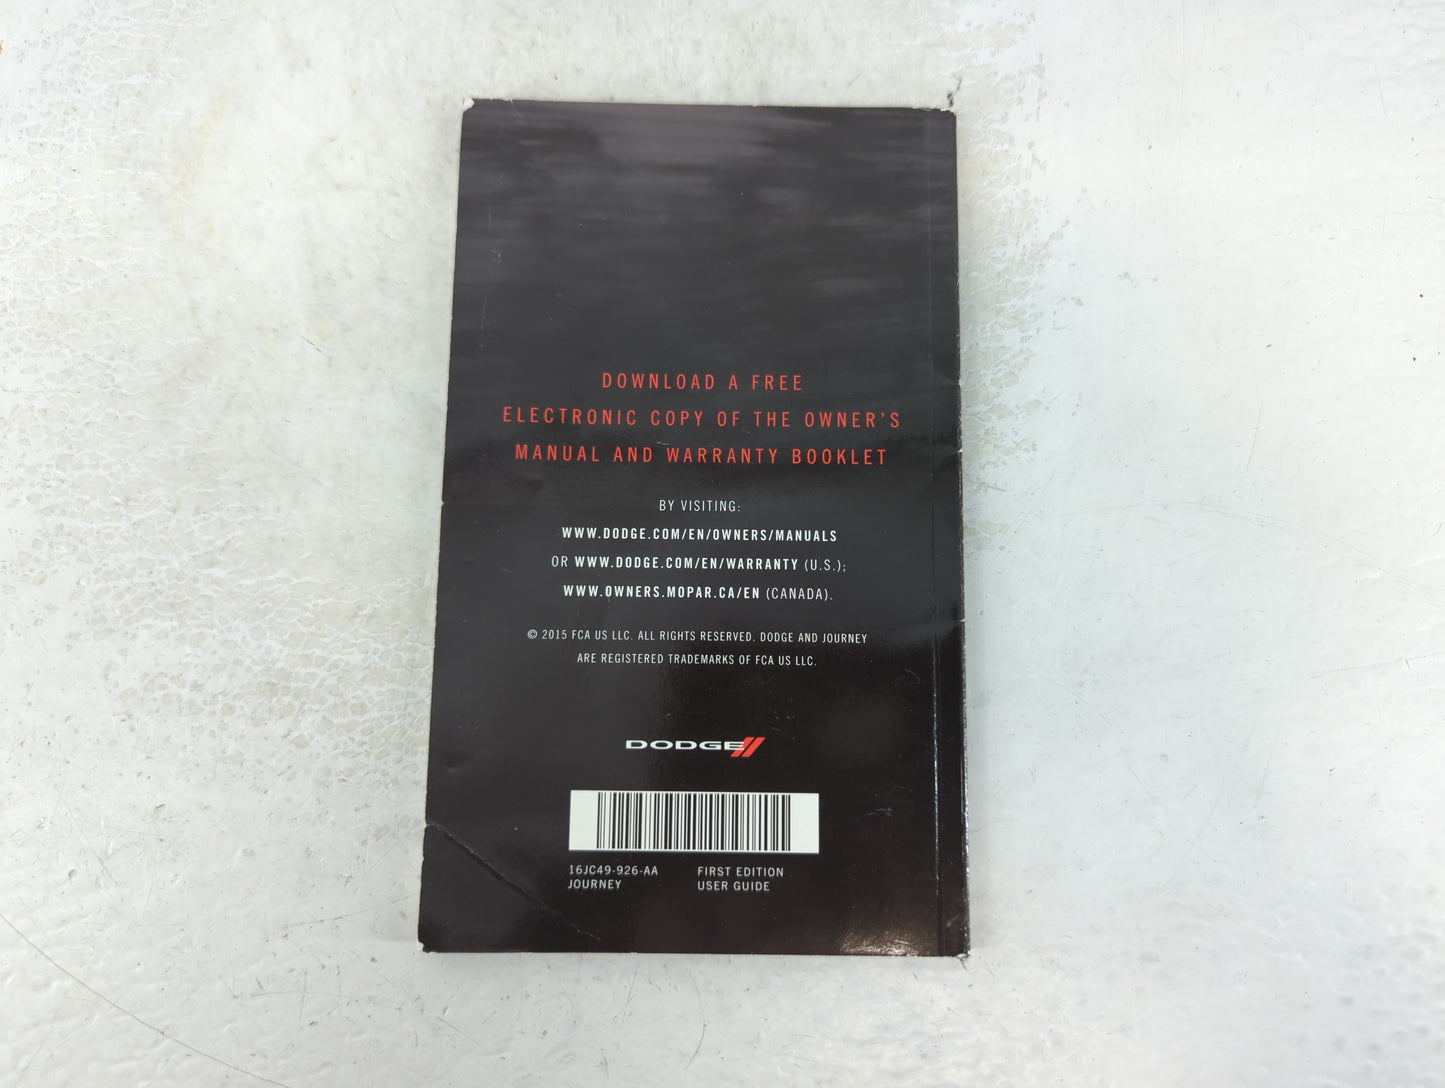 DOWNLOAD A FREE
ELECTRONIC COPY OF THE OWNER'S
MANUAL AND WARRANTY BOOKLET
BY VISITING:
WWW.DODGE.COM/EN/OWNERS/MANUALS
OR WWW.DODGE.COM/EN/WARRANTY (U.S.);
WWW.OWNERS.MOPAR.CA/EN (CANADA).
© 2015 FCA US LLC. ALL RIGHTS RESERVED. DODGE AND JOURNEY
ARE REGISTERED TRADEMARKS OF FCA US LLC.
DODGE
16JC49-926-AA FIRST EDITION
JOURNEY USER GUIDE